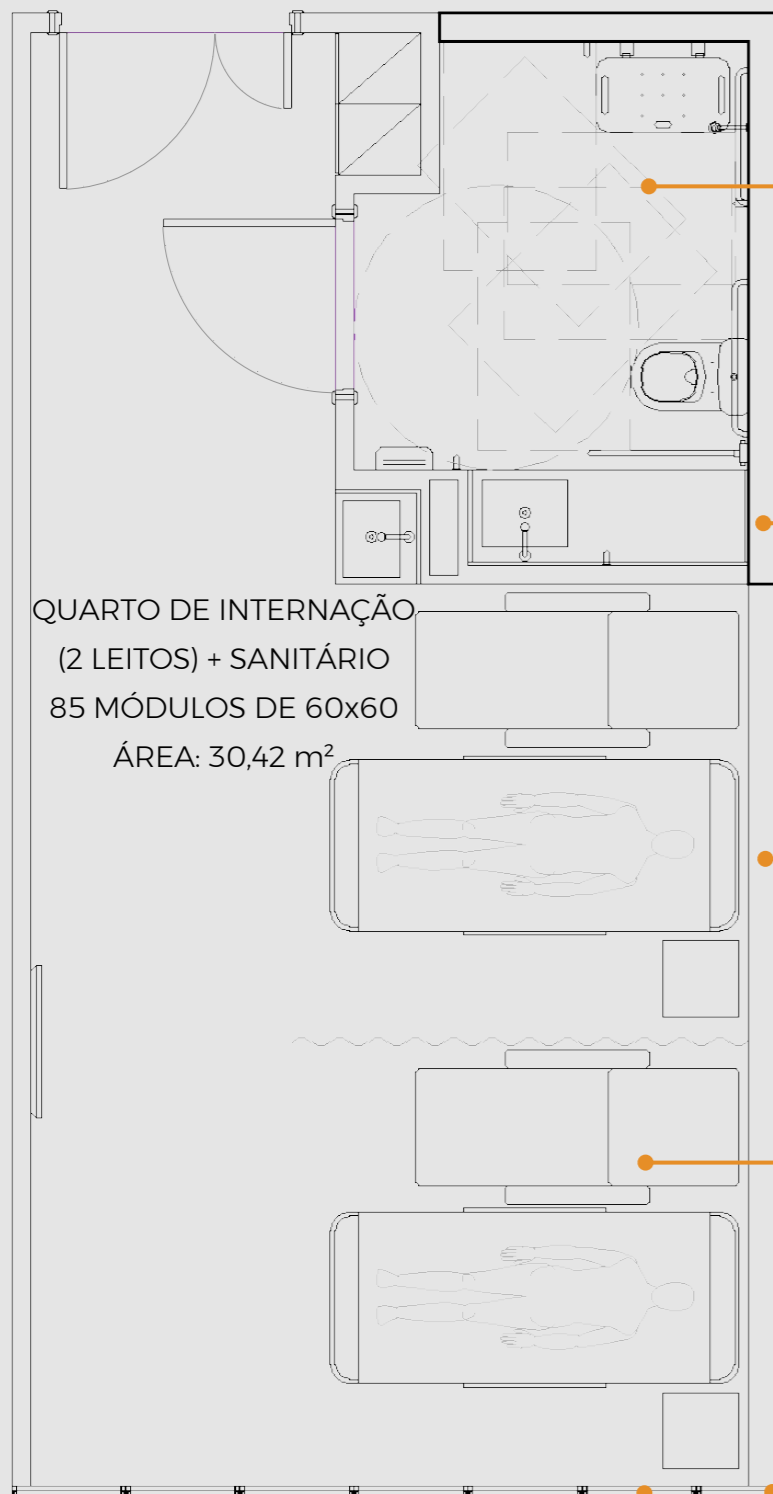 QUARTO DE INTERNAÇÃO
(2 LEITOS) + SANITÁRIO
85 MÓDULOS DE 60x60
ÁREA: 30,42 m²